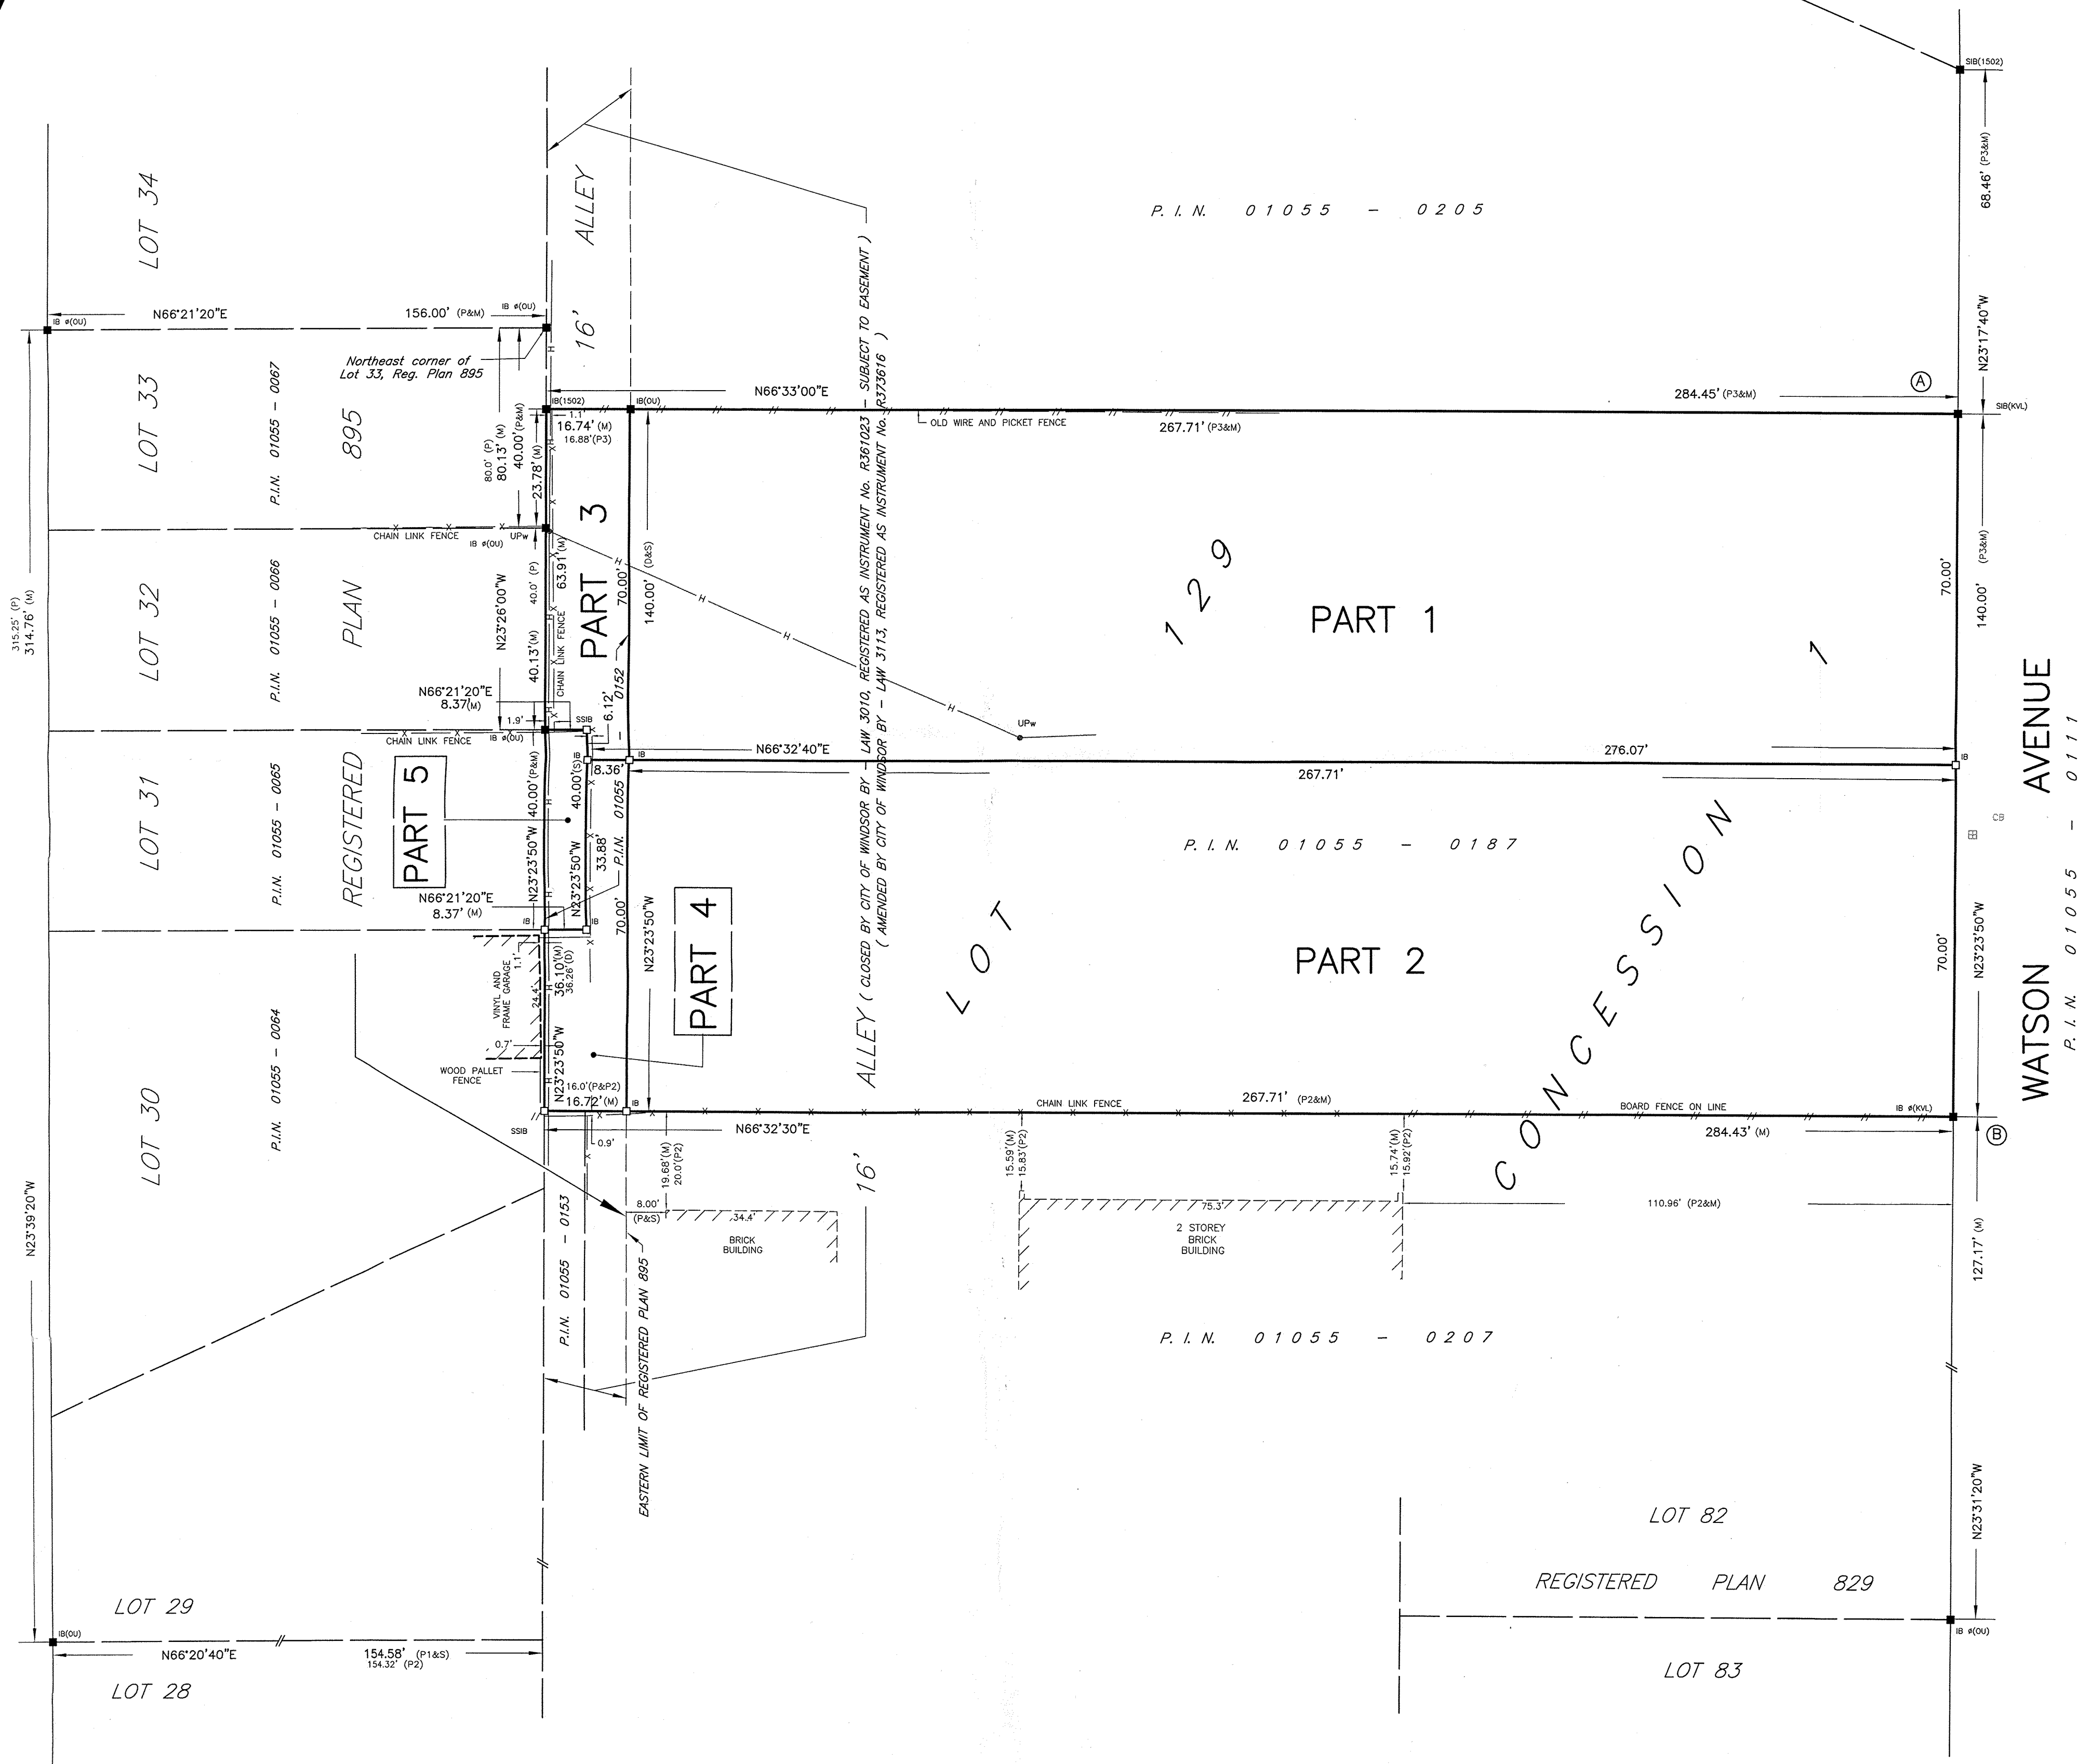 SIB(1502)
68.46' (P3&M)
LOT 34
ALLEY
16'
P. I. N. 01055 - 0205
N66°21'20"E
156.00' (P&M)
IB ø(OU)
IB ø(OU)
N23°17'40"W
Northeast corner of
Lot 33, Reg. Plan 895
LOT 33
P.I.N. 01055 - 0067
895
80.0' (P)
80.13' (M)
40.00' (P&M)
23.78' (M)
N66°33'00"E
284.45' (P3&M)
A
SIB(KVL)
IB(1502)
IB(OU)
1.1'
16.74' (M)
16.88'(P3)
OLD WIRE AND PICKET FENCE
267.71' (P3&M)
CHAIN LINK FENCE
UPw
IB ø(OU)
315.25' (P)
314.76' (M)
LOT 32
P.I.N. 01055 - 0066
PLAN
N23°26'00"W
40.0' (P)
40.13'(M)
63.91' (M)
CHAIN LINK FENCE
PART 3
70.00'
140.00' (D&S)
129
PART 1
1
70.00'
140.00' (P3&M)
N66°21'20"E
8.37'(M)
1.9'
SSIB
6.12'
P.I.N. 01055 - 0152
CHAIN LINK FENCE
IB ø(OU)
UPw
IB
IB
N66°32'40"E
276.07'
IB
8.36'
267.71'
LOT 31
P.I.N. 01055 - 0065
REGISTERED
PART 5
N23°23'50"W
40.00' (P&M)
N23°23'50"W
40.00'(S)
33.88'
70.00'
P. I. N. 01055 - 0187
CB
WATSON AVENUE
P. I. N. 01055 - 0111
N66°21'20"E
8.37' (M)
IB
IB
N23°23'50"W
PART 4
LOT
CONCESSION
PART 2
70.00'
N23°23'50"W
ALLEY ( CLOSED BY CITY OF WINDSOR BY - LAW 3010, REGISTERED AS INSTRUMENT No. R361023 - SUBJECT TO EASEMENT )
( AMENDED BY CITY OF WINDSOR BY - LAW 3113, REGISTERED AS INSTRUMENT No. R373616 )
VINYL AND
FRAME GARAGE
1.1'
24.4'
0.7'
36.10'(M)
36.26'(D)
N23°23'50"W
WOOD PALLET
FENCE
16.0'(P&P2)
16.72' (M)
IB
CHAIN LINK FENCE
267.71' (P2&M)
BOARD FENCE ON LINE
IB ø(KVL)
SSIB
N66°32'30"E
284.43' (M)
B
0.9'
LOT 30
P.I.N. 01055 - 0064
19.68'(M)
20.0'(P2)
15.59'(M)
15.83'(P2)
15.74'(M)
15.92'(P2)
16'
8.00'
(P&S)
34.4'
BRICK
BUILDING
75.3'
2 STOREY
BRICK
BUILDING
110.96' (P2&M)
N23°39'20"W
P.I.N. 01055 - 0153
127.17' (M)
P. I. N. 01055 - 0207
EASTERN LIMIT OF REGISTERED PLAN 895
N23°31'20"W
LOT 82
REGISTERED PLAN 829
LOT 29
IB(OU)
IB ø(OU)
N66°20'40"E
154.58' (P1&S)
154.32' (P2)
LOT 28
LOT 83